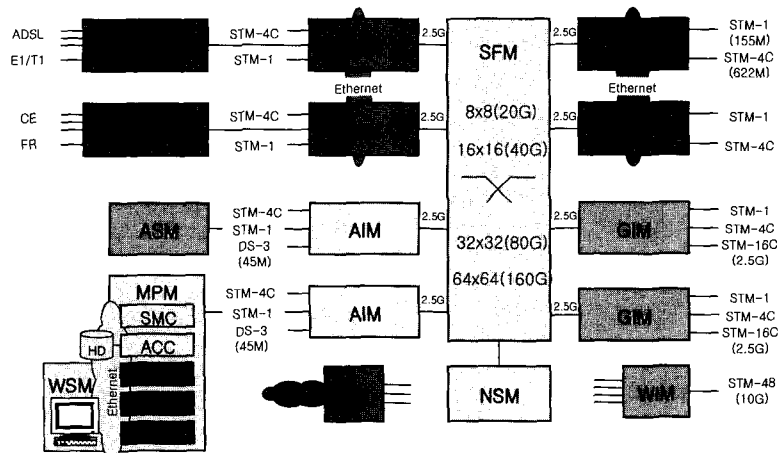 ADSL
E1/T1
STM-4C
STM-1
2.5G
SFM
2.5G
STM-1
(155M)
STM-4C
(622M)
Ethernet
Ethernet
CE
FR
STM-4C
STM-1
2.5G
8x8(20G)
16x16(40G)
2.5G
STM-1
STM-4C
ASM
STM-4C
STM-1
DS-3
(45M)
AIM
2.5G
32x32(80G)
64x64(160G)
2.5G
GIM
STM-1
STM-4C
STM-16C
(2.5G)
MPM
SMC
ACC
HD
WSM
Ethernet
STM-4C
STM-1
DS-3
(45M)
AIM
2.5G
2.5G
GIM
STM-1
STM-4C
STM-16C
(2.5G)
NSM
WIM
STM-48
(10G)